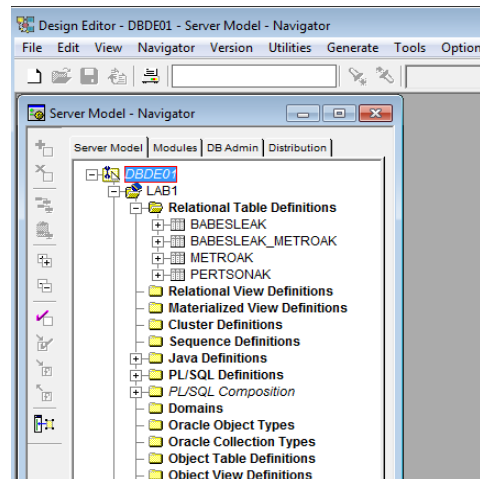 Design Editor - DBDE01 - Server Model - Navigator
File Edit View Navigator Version Utilities Generate Tools Option
Server Model - Navigator
Server Model Modules DB Admin Distribution
DBDE01
LAB1
Relational Table Definitions
BABESLEAK
BABESLEAK_METROAK
METROAK
PERTSONAK
Relational View Definitions
Materialized View Definitions
Cluster Definitions
Sequence Definitions
Java Definitions
PL/SQL Definitions
PL/SQL Composition
Domains
Oracle Object Types
Oracle Collection Types
Object Table Definitions
Object View Definitions